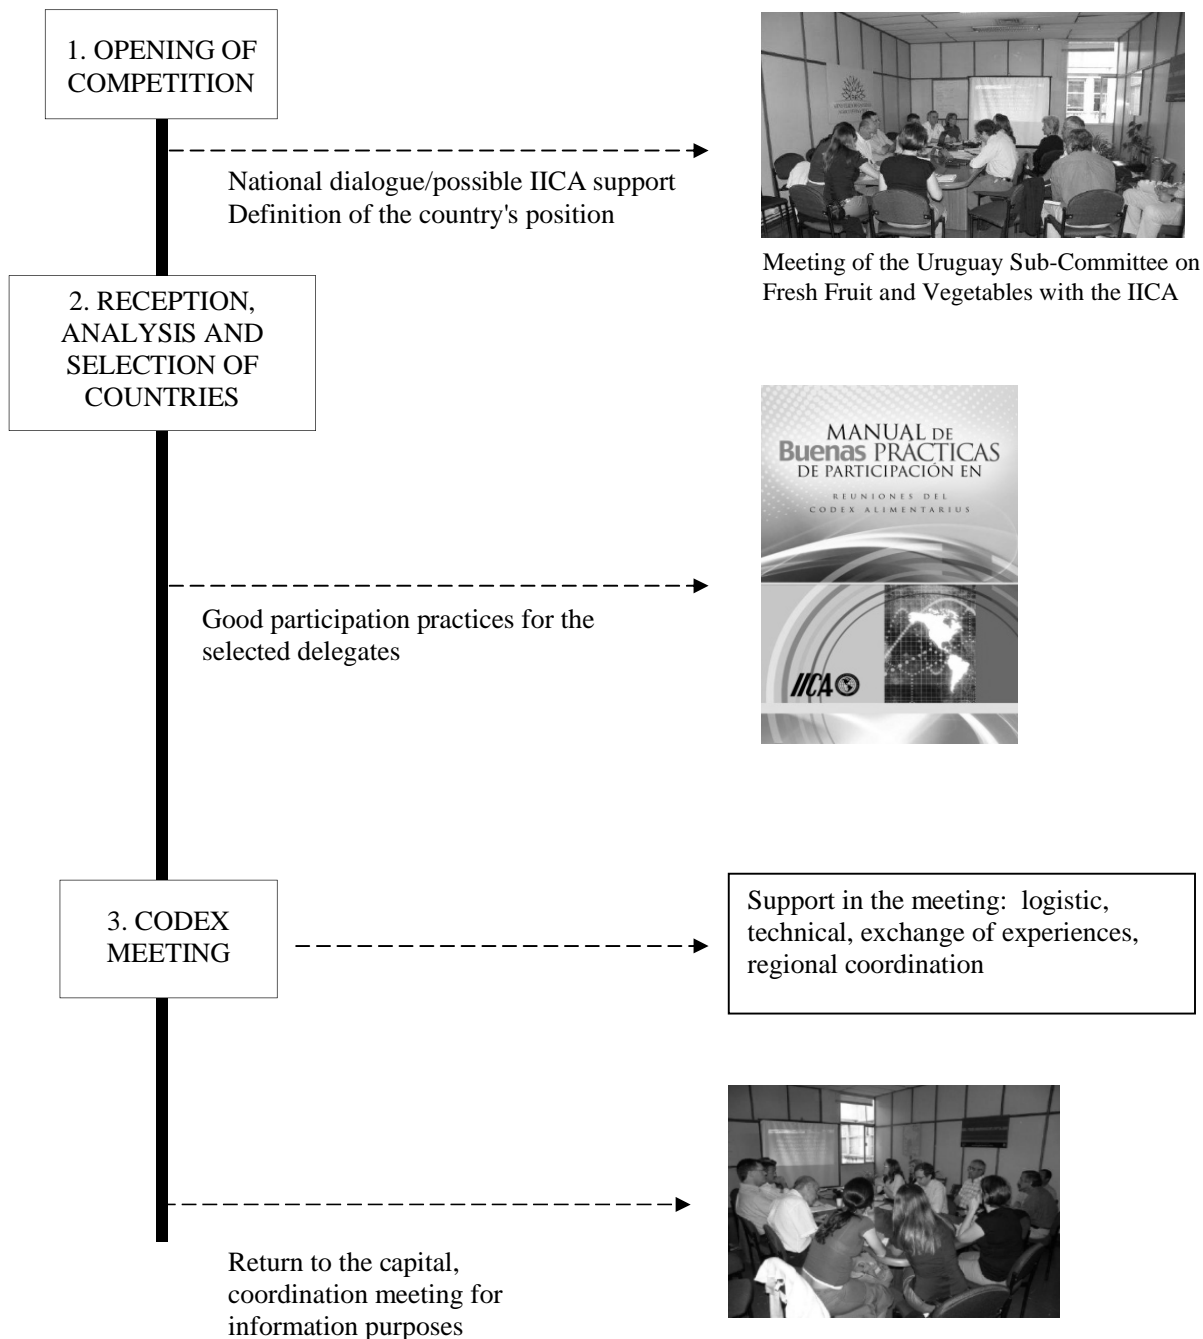 1. OPENING OF
COMPETITION
National dialogue/possible IICA support
Definition of the country's position
Meeting of the Uruguay Sub-Committee on
Fresh Fruit and Vegetables with the IICA
2. RECEPTION,
ANALYSIS AND
SELECTION OF
COUNTRIES
MANUAL DE
Buenas PRÁCTICAS
DE PARTICIPACIÓN EN
REUNIONES DEL
CODEX ALIMENTARIUS
IICA
Good participation practices for the
selected delegates
3. CODEX
MEETING
Support in the meeting: logistic,
technical, exchange of experiences,
regional coordination
Return to the capital,
coordination meeting for
information purposes